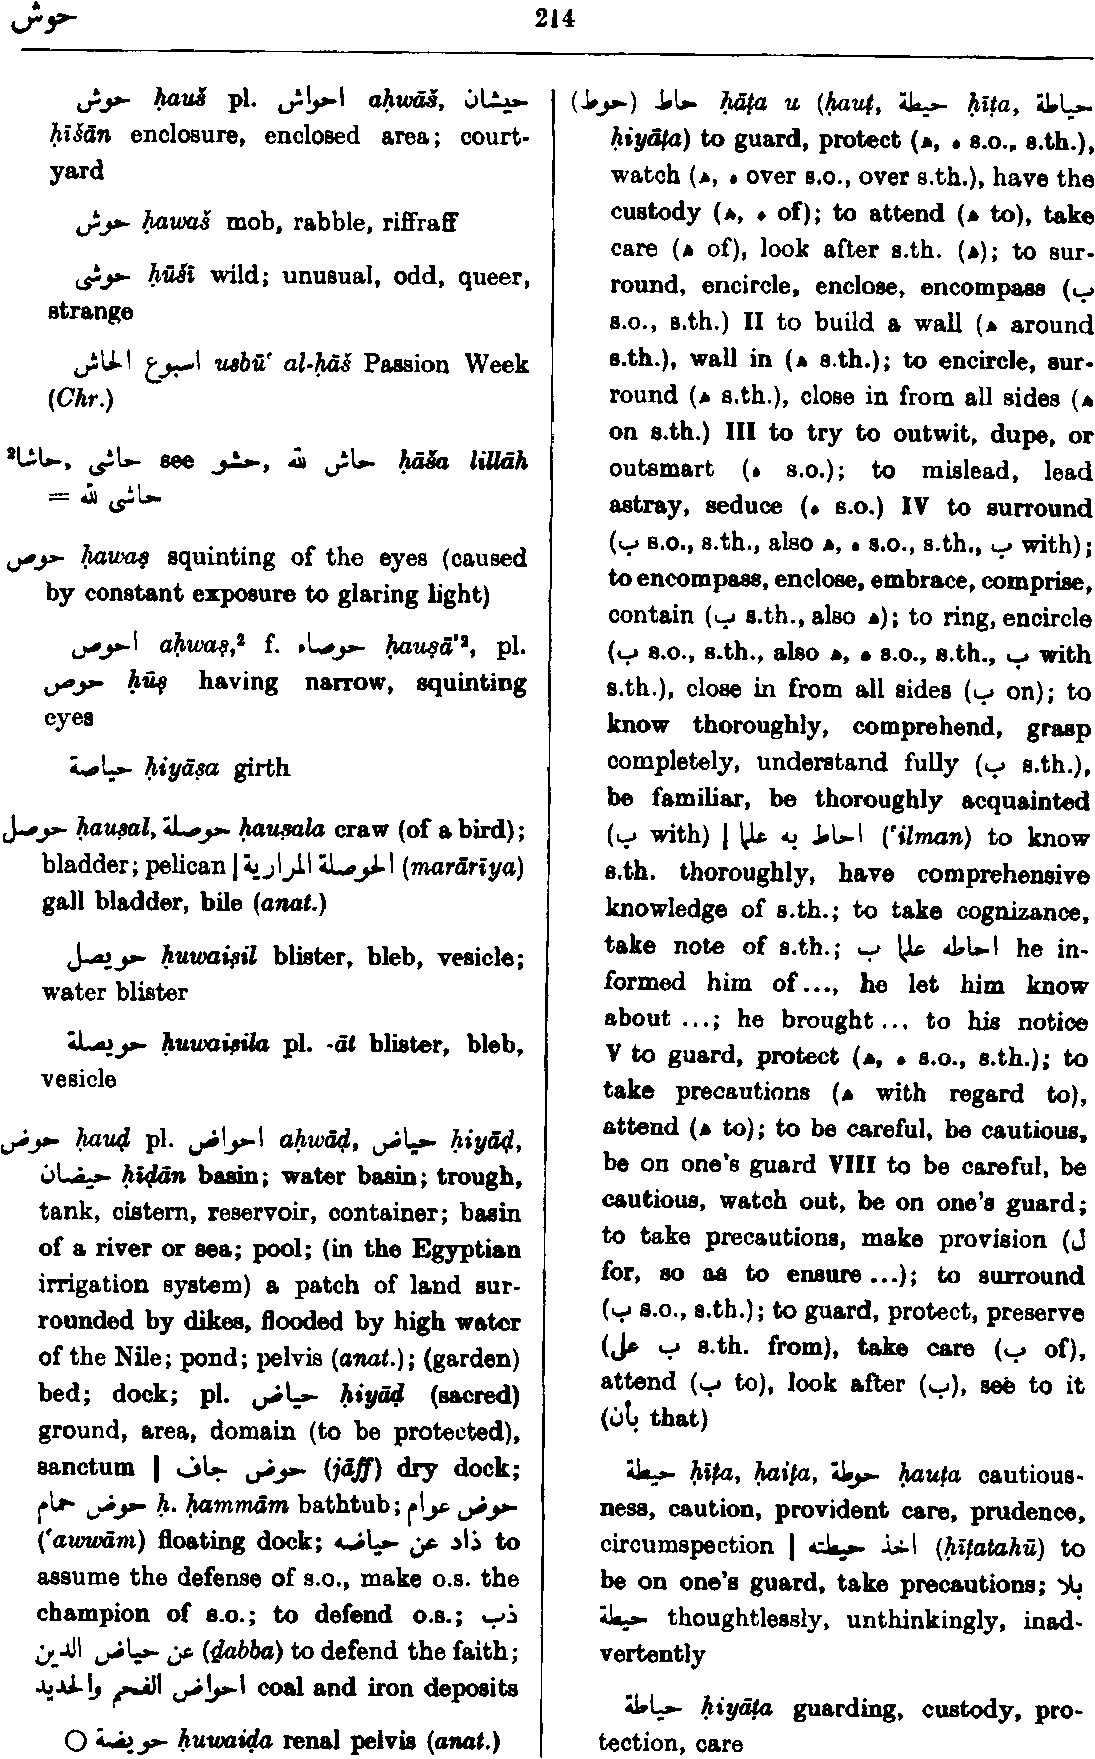 حوش
214
حوش ḥauš pl. احواش aḥwāš, حيشان
ḥīšān enclosure, enclosed area; court-
yard
حوش ḥawaš mob, rabble, riffraff
حوشى ḥūšī wild; unusual, odd, queer,
strange
اسبوع الحاش usbū‘ al-ḥāš Passion Week
(Chr.)
حاشا², حاشى see حشو, حاش لله ḥāša lillāh
= حاشى لله
حوص ḥawaṣ squinting of the eyes (caused
by constant exposure to glaring light)
احوص aḥwaṣ,² f. حوصاء ḥauṣā’², pl.
حوص ḥūṣ having narrow, squinting
eyes
حياصة ḥiyāṣa girth
حوصل ḥauṣal, حوصلة ḥauṣala craw (of a bird);
bladder; pelican | الحوصلة المرارية (marārīya)
gall bladder, bile (anat.)
حويصل ḥuwaiṣil blister, bleb, vesicle;
water blister
حويصلة ḥuwaiṣila pl. -āt blister, bleb,
vesicle
حوض ḥauḍ pl. احواض aḥwāḍ, حياض ḥiyāḍ,
حيضان ḥīḍān basin; water basin; trough,
tank, cistern, reservoir, container; basin
of a river or sea; pool; (in the Egyptian
irrigation system) a patch of land sur-
rounded by dikes, flooded by high water
of the Nile; pond; pelvis (anat.); (garden)
bed; dock; pl. حياض ḥiyāḍ (sacred)
ground, area, domain (to be protected),
sanctum | حوض جاف (jāff) dry dock;
حوض حمام ḥ. ḥammām bathtub; حوض عوام
(‘awwām) floating dock; ذاد عن حياضه to
assume the defense of s.o., make o.s. the
champion of s.o.; to defend o.s.; ذب
عن حياض الدين (ḏabba) to defend the faith;
احواض الفحم والحديد coal and iron deposits
○ حويضة ḥuwaiḍa renal pelvis (anat.)
(حوط) حاط ḥāṭa u (ḥauṭ, حيطة ḥīṭa, حياطة
ḥiyāṭa) to guard, protect (ه, ه s.o., s.th.),
watch (ه, ه over s.o., over s.th.), have the
custody (ه, ه of); to attend (ه to), take
care (ه of), look after s.th. (ه); to sur-
round, encircle, enclose, encompass (ب
s.o., s.th.) II to build a wall (ه around
s.th.), wall in (ه s.th.); to encircle, sur-
round (ه s.th.), close in from all sides (ه
on s.th.) III to try to outwit, dupe, or
outsmart (ه s.o.); to mislead, lead
astray, seduce (ه s.o.) IV to surround
(ب s.o., s.th., also ه, ه s.o., s.th., ب with);
to encompass, enclose, embrace, comprise,
contain (ب s.th., also ه); to ring, encircle
(ب s.o., s.th., also ه, ه s.o., s.th., ب with
s.th.), close in from all sides (ب on); to
know thoroughly, comprehend, grasp
completely, understand fully (ب s.th.),
be familiar, be thoroughly acquainted
(ب with) | احاط به علما (‘ilman) to know
s.th. thoroughly, have comprehensive
knowledge of s.th.; to take cognizance,
take note of s.th.; احاطه علما ب he in-
formed him of..., he let him know
about ...; he brought... to his notice
V to guard, protect (ه, ه s.o., s.th.); to
take precautions (ه with regard to),
attend (ه to); to be careful, be cautious,
be on one's guard VIII to be careful, be
cautious, watch out, be on one's guard;
to take precautions, make provision (ل
for, so as to ensure ...); to surround
(ب s.o., s.th.); to guard, protect, preserve
(على ب s.th. from), take care (ب of),
attend (ب to), look after (ب), see to it
(بأن that)
حيطة ḥīṭa, ḥaiṭa, حوطة ḥauṭa cautious-
ness, caution, provident care, prudence,
circumspection | اخذ حيطته (ḥīṭatahū) to
be on one's guard, take precautions; بلا
حيطة thoughtlessly, unthinkingly, inad-
vertently
حياطة ḥiyāṭa guarding, custody, pro-
tection, care